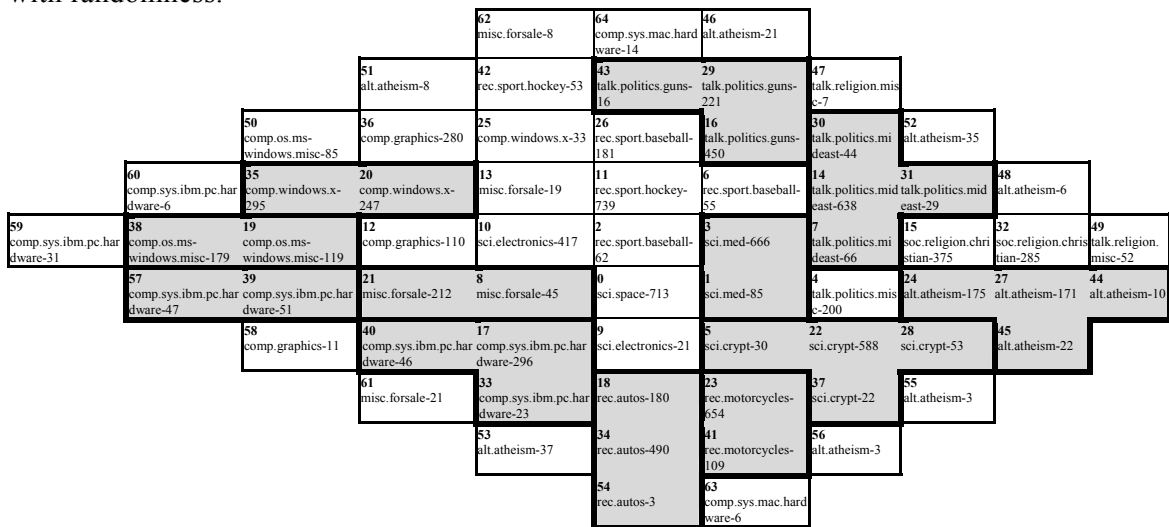 with randomness.
62 64 46
misc.forsale-8 comp.sys.mac.hard alt.atheism-21
ware-14
51 42 43 29 47
alt.atheism-8 rec.sport.hockey-53 talk.politics.guns- talk.politics.guns- talk.religion.mis
16 221 c-7
50 36 25 26 16 30 52
comp.os.ms- comp.graphics-280 comp.windows.x-33 rec.sport.baseball- talk.politics.guns- talk.politics.mi alt.atheism-35
windows.misc-85 181 450 deast-44
60 35 20 13 11 6 14 31 48
comp.sys.ibm.pc.har comp.windows.x- comp.windows.x- misc.forsale-19 rec.sport.hockey- rec.sport.baseball- talk.politics.mid talk.politics.mid alt.atheism-6
dware-6 295 247 739 55 east-638 east-29
59 38 19 12 10 2 3 7 15 32 49
comp.sys.ibm.pc.har comp.os.ms- comp.os.ms- comp.graphics-110 sci.electronics-417 rec.sport.baseball- sci.med-666 talk.politics.mi soc.religion.chri soc.religion.chris talk.religion.
dware-31 windows.misc-179 windows.misc-119 62 deast-66 stian-375 tian-285 misc-52
57 39 21 8 0 1 4 24 27 44
comp.sys.ibm.pc.har comp.sys.ibm.pc.har misc.forsale-212 misc.forsale-45 sci.space-713 sci.med-85 talk.politics.mis alt.atheism-175 alt.atheism-171 alt.atheism-10
dware-47 dware-51 c-200
58 40 17 9 5 22 28 45
comp.graphics-11 comp.sys.ibm.pc.har comp.sys.ibm.pc.har sci.electronics-21 sci.crypt-30 sci.crypt-588 sci.crypt-53 alt.atheism-22
dware-46 dware-296
61 33 18 23 37 55
misc.forsale-21 comp.sys.ibm.pc.har rec.autos-180 rec.motorcycles- sci.crypt-22 alt.atheism-3
dware-23 654
53 34 41 56
alt.atheism-37 rec.autos-490 rec.motorcycles- alt.atheism-3
109
54 63
rec.autos-3 comp.sys.mac.hard
ware-6